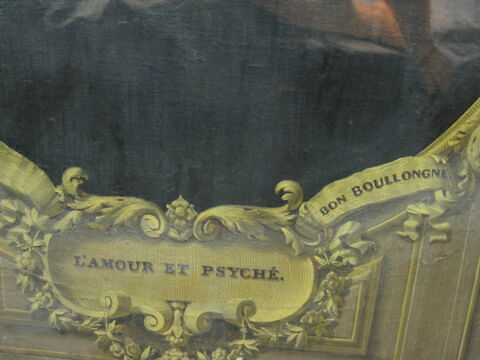 BON BOULLONGNE
L'AMOUR ET PSYCHÉ.